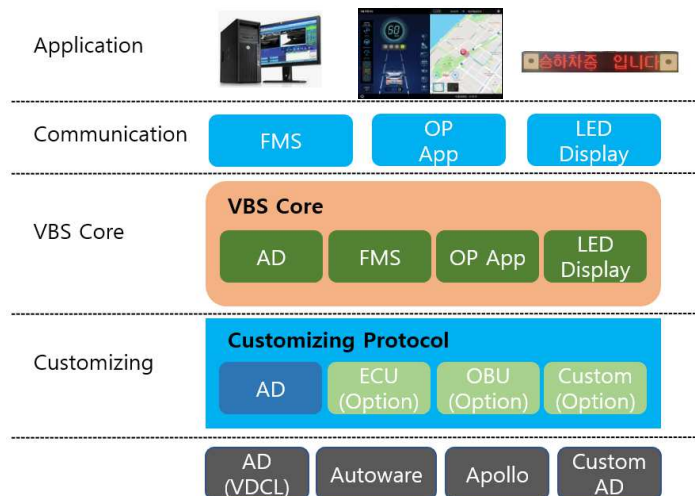 Application
50
승하차중 입니다
Communication
FMS
OP
App
LED
Display
VBS Core
VBS Core
AD
FMS
OP App
LED
Display
Customizing
Customizing Protocol
AD
ECU
(Option)
OBU
(Option)
Custom
(Option)
AD
(VDCL)
Autoware
Apollo
Custom
AD